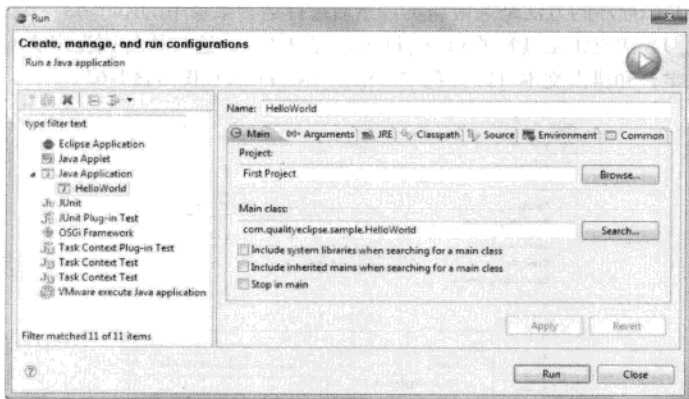 Run
Create, manage, and run configurations
Run a Java application
type filter text
Eclipse Application
Java Applet
Java Application
HelloWorld
JUnit
JUnit Plug-in Test
OSGi Framework
Task Context Plug-in Test
Task Context Test
Task Context Test
VMware execute Java application
Filter matched 11 of 11 items
Name: HelloWorld
Main Arguments JRE Classpath Source Environment Common
Project:
First Project
Browse...
Main class:
com.qualityeclipse.sample.HelloWorld
Search...
Include system libraries when searching for a main class
Include inherited mains when searching for a main class
Stop in main
Apply Revert
Run Close